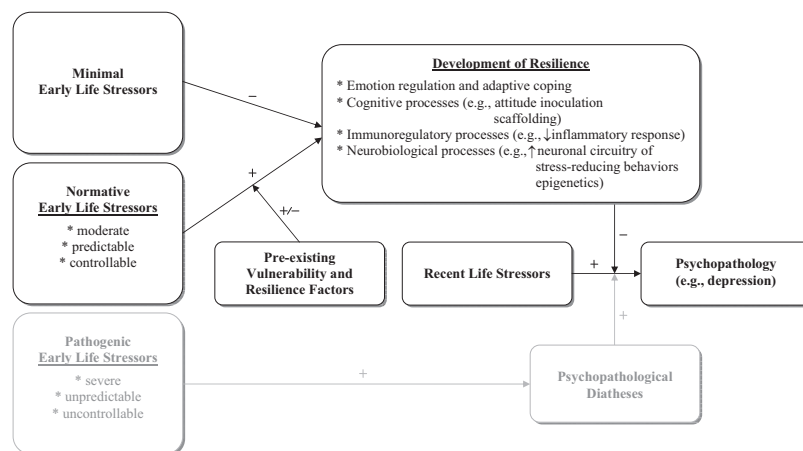 Minimal
Early Life Stressors
Development of Resilience
* Emotion regulation and adaptive coping
* Cognitive processes (e.g., attitude inoculation
scaffolding)
* Immunoregulatory processes (e.g., ↓inflammatory response)
* Neurobiological processes (e.g., ↑neuronal circuitry of
stress-reducing behaviors
epigenetics)
−
+
Normative
Early Life Stressors
* moderate
* predictable
* controllable
+/−
−
Pre-existing
Vulnerability and
Resilience Factors
Recent Life Stressors
+
Psychopathology
(e.g., depression)
+
Pathogenic
Early Life Stressors
* severe
* unpredictable
* uncontrollable
+
Psychopathological
Diatheses